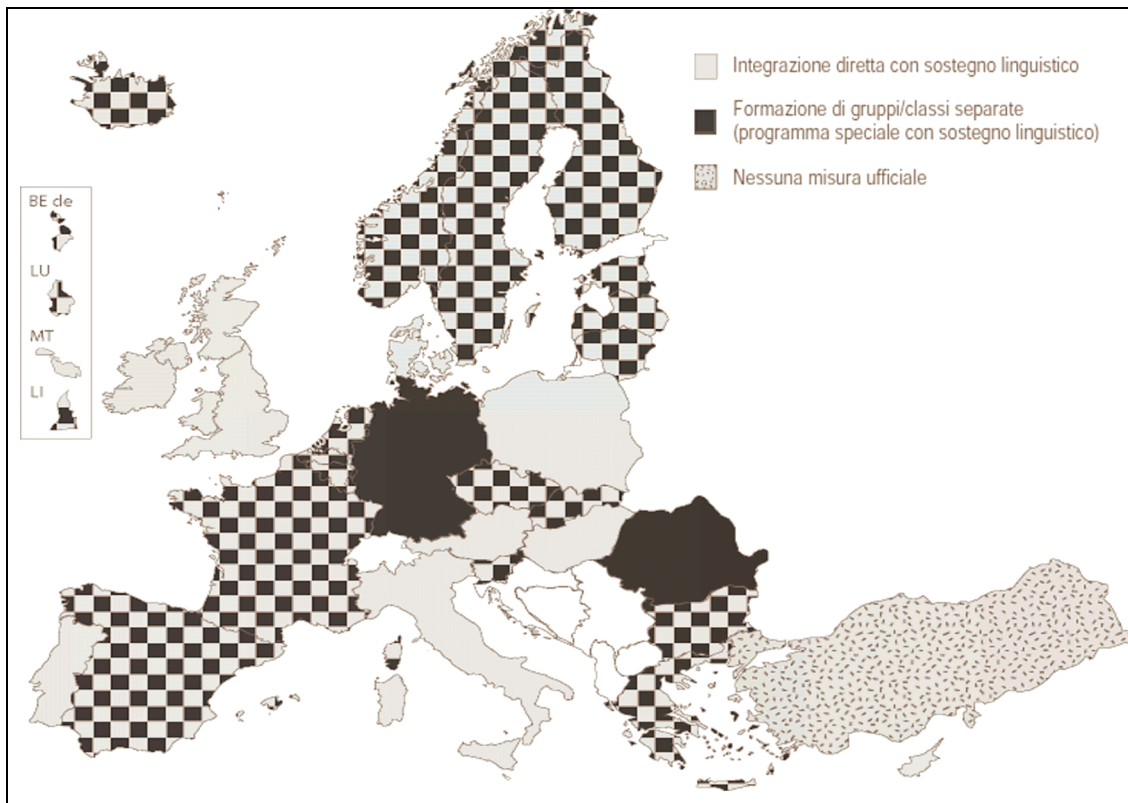 Integrazione diretta con sostegno linguistico
Formazione di gruppi/classi separate
(programma speciale con sostegno linguistico)
Nessuna misura ufficiale
BE de
LU
MT
LI